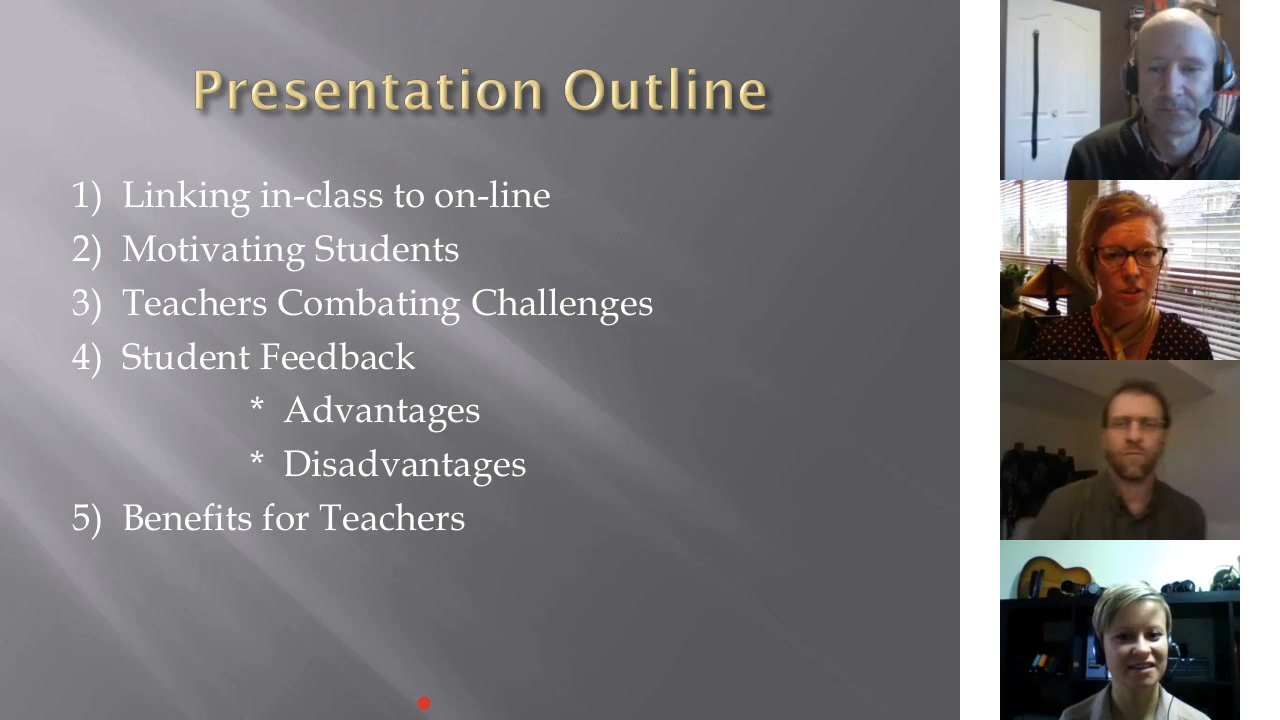 Presentation Outline
1) Linking in-class to on-line
2) Motivating Students
3) Teachers Combating Challenges
4) Student Feedback
* Advantages
* Disadvantages
5) Benefits for Teachers